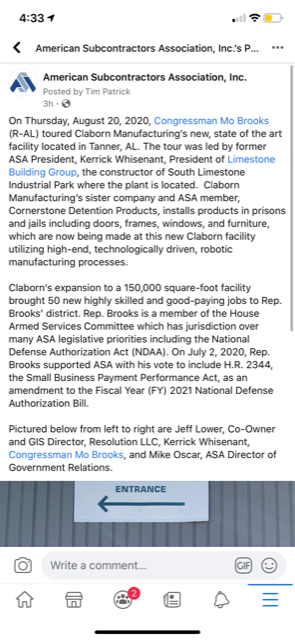 4:33
American Subcontractors Association, Inc.'s P...
American Subcontractors Association, Inc.
Posted by Tim Patrick
3h ·
On Thursday, August 20, 2020, Congressman Mo Brooks
(R-AL) toured Claborn Manufacturing's new, state of the art
facility located in Tanner, AL. The tour was led by former
ASA President, Kerrick Whisenant, President of Limestone
Building Group, the constructor of South Limestone
Industrial Park where the plant is located.  Claborn
Manufacturing's sister company and ASA member,
Cornerstone Detention Products, installs products in prisons
and jails including doors, frames, windows, and furniture,
which are now being made at this new Claborn facility
utilizing high-end, technologically driven, robotic
manufacturing processes.
Claborn's expansion to a 150,000 square-foot facility
brought 50 new highly skilled and good-paying jobs to Rep.
Brooks' district. Rep. Brooks is a member of the House
Armed Services Committee which has jurisdiction over
many ASA legislative priorities including the National
Defense Authorization Act (NDAA). On July 2, 2020, Rep.
Brooks supported ASA with his vote to include H.R. 2344,
the Small Business Payment Performance Act, as an
amendment to the Fiscal Year (FY) 2021 National Defense
Authorization Bill.
Pictured below from left to right are Jeff Lower, Co-Owner
and GIS Director, Resolution LLC, Kerrick Whisenant,
Congressman Mo Brooks, and Mike Oscar, ASA Director of
Government Relations.
ENTRANCE
Write a comment...
GIF
2